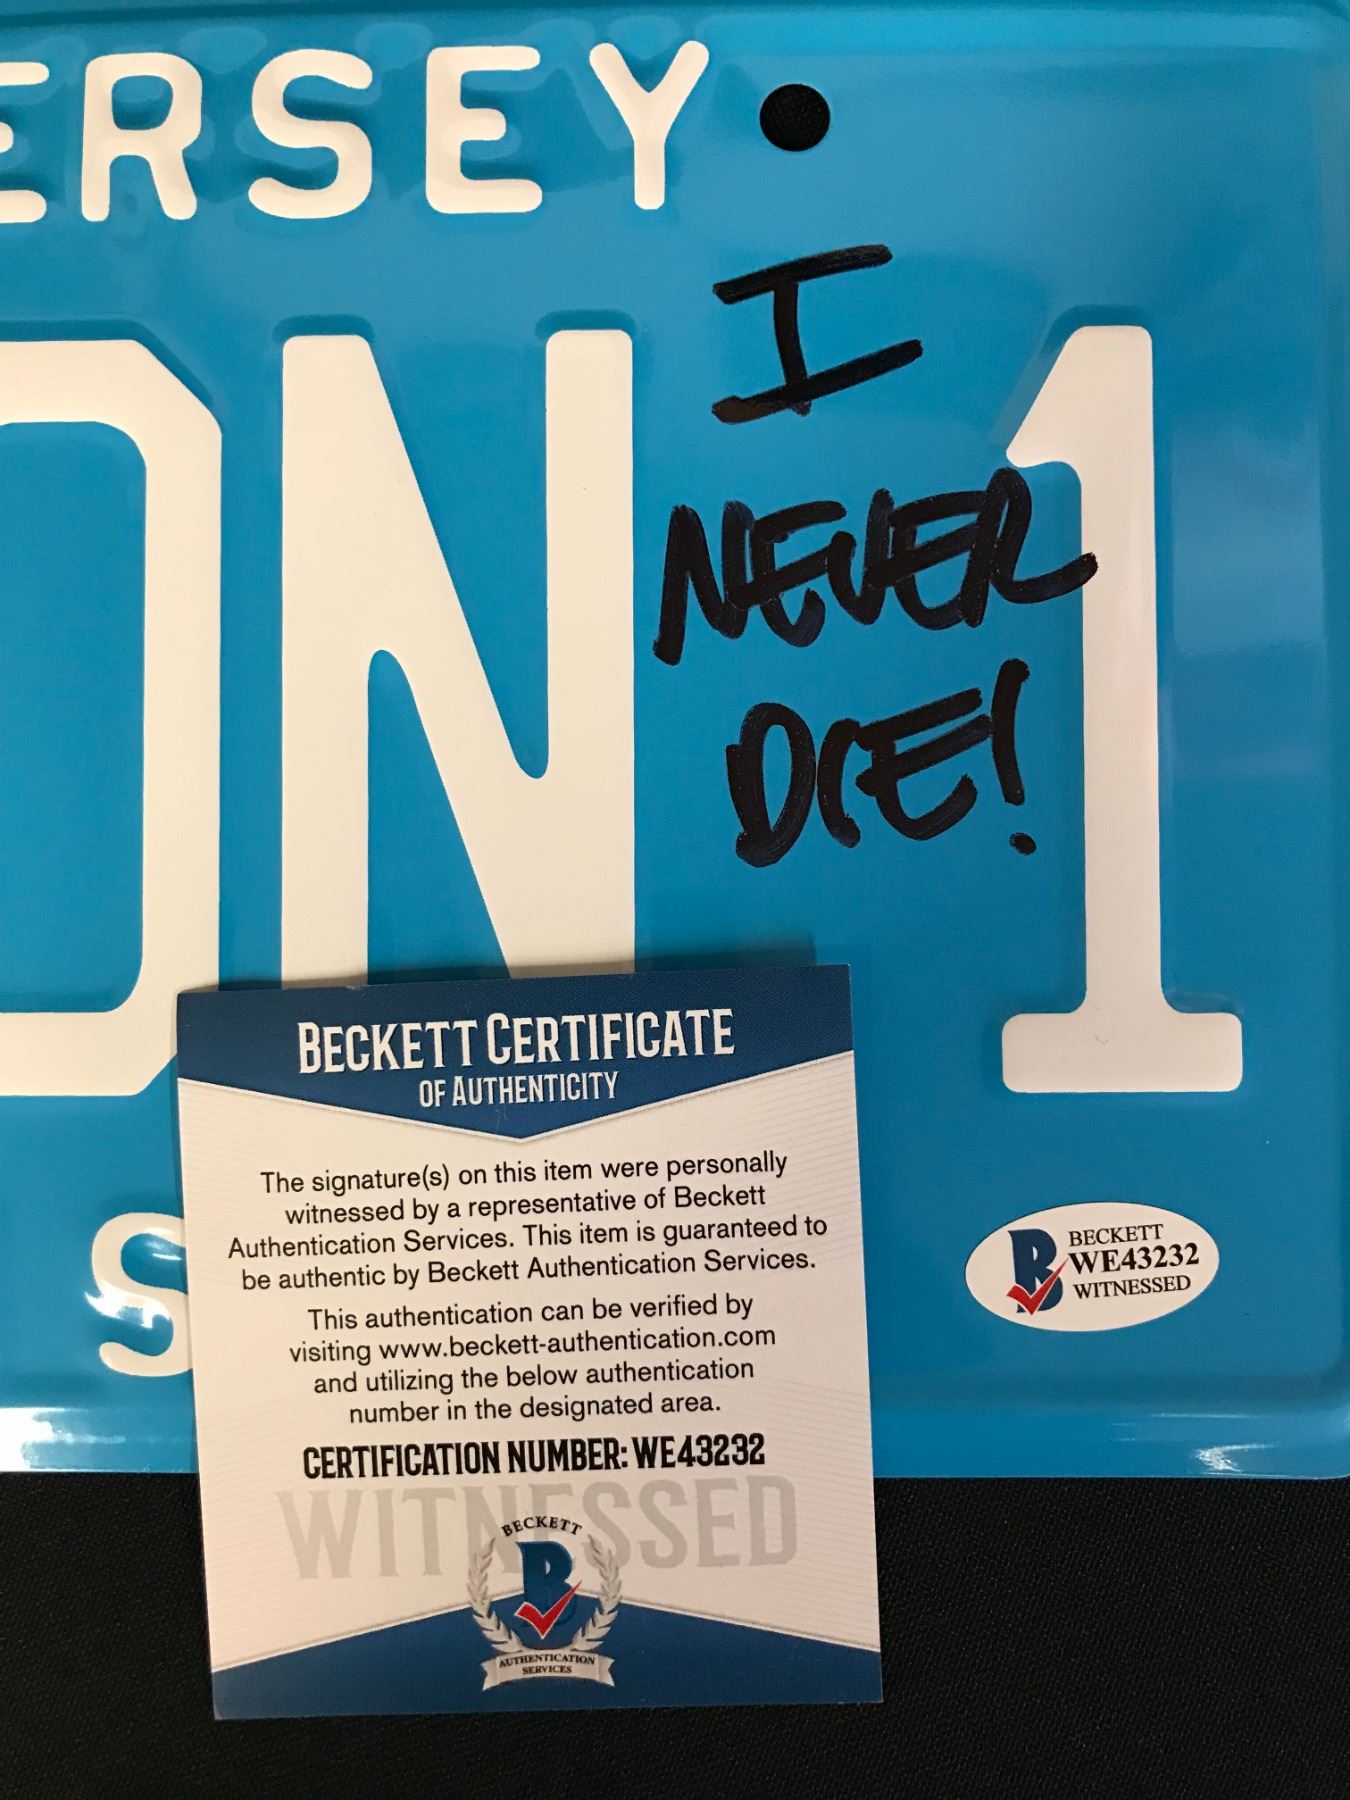 ERSEY
I
NEVER
DIE!
ON 1
S
BECKETT CERTIFICATE
OF AUTHENTICITY
The signature(s) on this item were personally
witnessed by a representative of Beckett
Authentication Services. This item is guaranteed to
be authentic by Beckett Authentication Services.
This authentication can be verified by
visiting www.beckett-authentication.com
and utilizing the below authentication
number in the designated area.
CERTIFICATION NUMBER: WE43232
WITNESSED
BECKETT
B
AUTHENTICATION
SERVICES
B
BECKETT
WE43232
WITNESSED